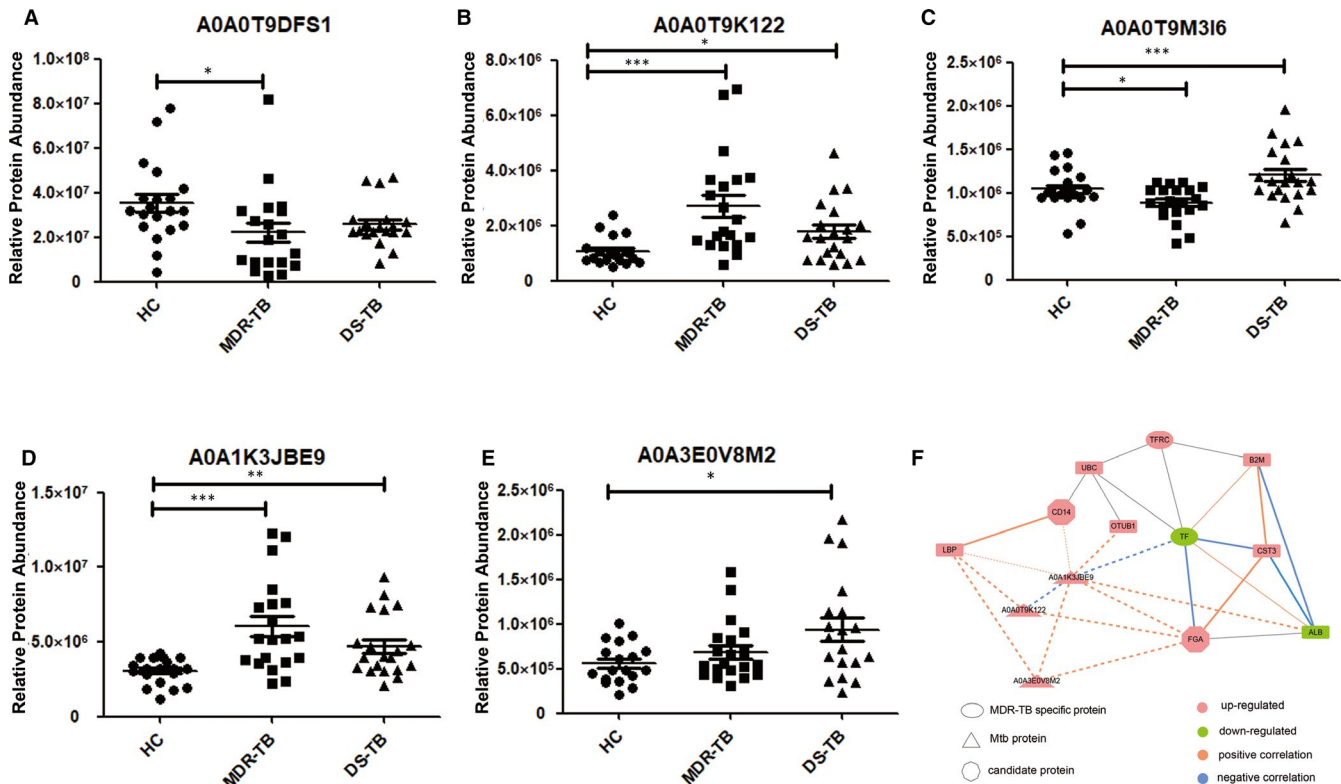 A
A0A0T9DFS1
Relative Protein Abundance
1.0×10⁸
8.0×10⁷
6.0×10⁷
4.0×10⁷
2.0×10⁷
0
*
HC
MDR-TB
DS-TB
B
A0A0T9K122
Relative Protein Abundance
8.0×10⁶
6.0×10⁶
4.0×10⁶
2.0×10⁶
0
*
***
HC
MDR-TB
DS-TB
C
A0A0T9M3I6
Relative Protein Abundance
2.5×10⁶
2.0×10⁶
1.5×10⁶
1.0×10⁶
5.0×10⁵
0
***
*
HC
MDR-TB
DS-TB
D
A0A1K3JBE9
Relative Protein Abundance
1.5×10⁷
1.0×10⁷
5.0×10⁶
0
**
***
HC
MDR-TB
DS-TB
E
A0A3E0V8M2
Relative Protein Abundance
2.5×10⁶
2.0×10⁶
1.5×10⁶
1.0×10⁶
5.0×10⁵
0
*
HC
MDR-TB
DS-TB
F
TFRC
UBC
B2M
CD14
OTUB1
TF
LBP
CST3
A0A1K3JBE9
A0A0T9K122
FGA
ALB
A0A3E0V8M2
MDR-TB specific protein
Mtb protein
candidate protein
up-regulated
down-regulated
positive correlation
negative correlation